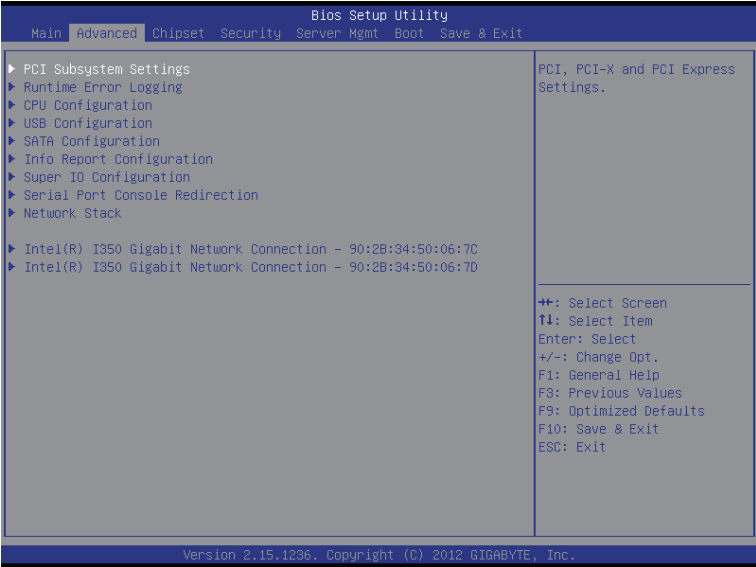 Bios Setup Utility
Main Advanced Chipset Security Server Mgmt Boot Save & Exit
PCI Subsystem Settings
Runtime Error Logging
CPU Configuration
USB Configuration
SATA Configuration
Info Report Configuration
Super IO Configuration
Serial Port Console Redirection
Network Stack
Intel(R) I350 Gigabit Network Connection - 90:2B:34:50:06:7C
Intel(R) I350 Gigabit Network Connection - 90:2B:34:50:06:7D
PCI, PCI-X and PCI Express
Settings.
→←: Select Screen
↑↓: Select Item
Enter: Select
+/-: Change Opt.
F1: General Help
F3: Previous Values
F9: Optimized Defaults
F10: Save & Exit
ESC: Exit
Version 2.15.1236. Copyright (C) 2012 GIGABYTE, Inc.